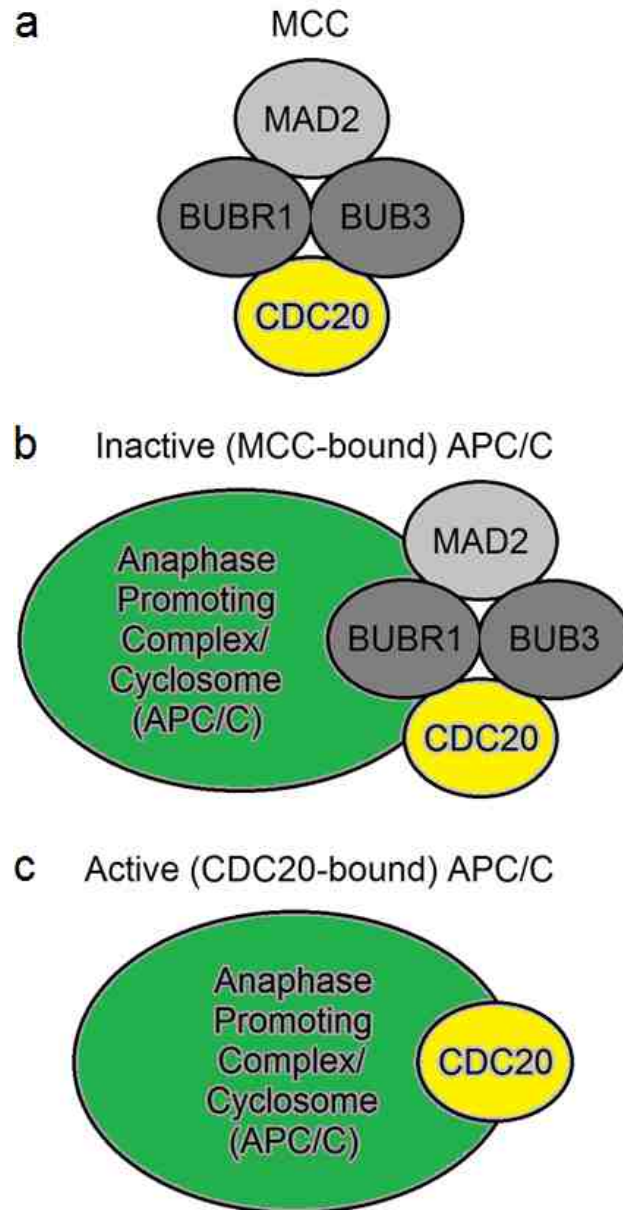 a
MCC
MAD2
BUBR1
BUB3
CDC20
b
Inactive (MCC-bound) APC/C
Anaphase
Promoting
Complex/
Cyclosome
(APC/C)
MAD2
BUBR1
BUB3
CDC20
c
Active (CDC20-bound) APC/C
Anaphase
Promoting
Complex/
Cyclosome
(APC/C)
CDC20